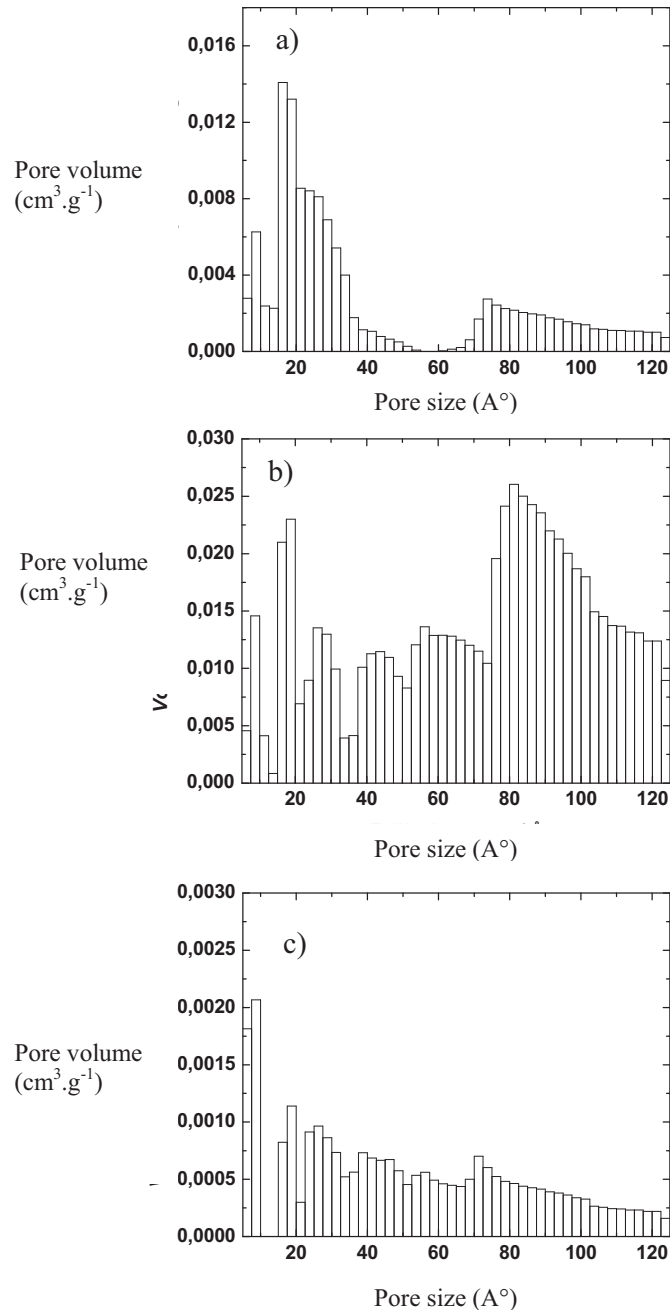 a)
0,016
0,012
0,008
0,004
0,000
Pore volume
(cm³.g⁻¹)
20 40 60 80 100 120
Pore size (A°)
b)
0,030
0,025
0,020
0,015
0,010
0,005
0,000
Pore volume
(cm³.g⁻¹)
20 40 60 80 100 120
Pore size (A°)
c)
0,0030
0,0025
0,0020
0,0015
0,0010
0,0005
0,0000
Pore volume
(cm³.g⁻¹)
20 40 60 80 100 120
Pore size (A°)